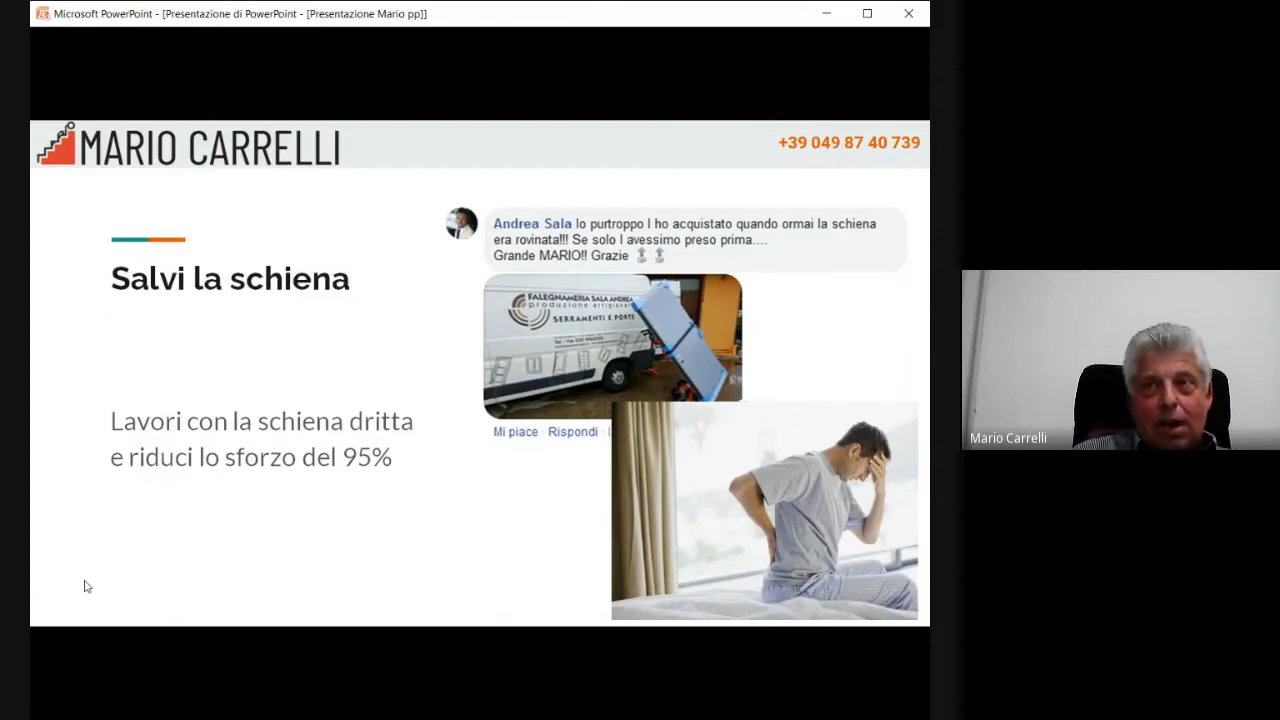 Microsoft PowerPoint - [Presentazione di PowerPoint - [Presentazione Mario pp]]
MARIO CARRELLI
+39 049 87 40 739
Andrea Sala Io purtroppo l ho acquistato quando ormai la schiena
era rovinata!!! Se solo l avessimo preso prima....
Grande MARIO!! Grazie
Salvi la schiena
FALEGNAMERIA SALA ANDREA
produzione artigianale
SERRAMENTI E PORTE
Mi piace · Rispondi ·
Lavori con la schiena dritta
e riduci lo sforzo del 95%
Mario Carrelli